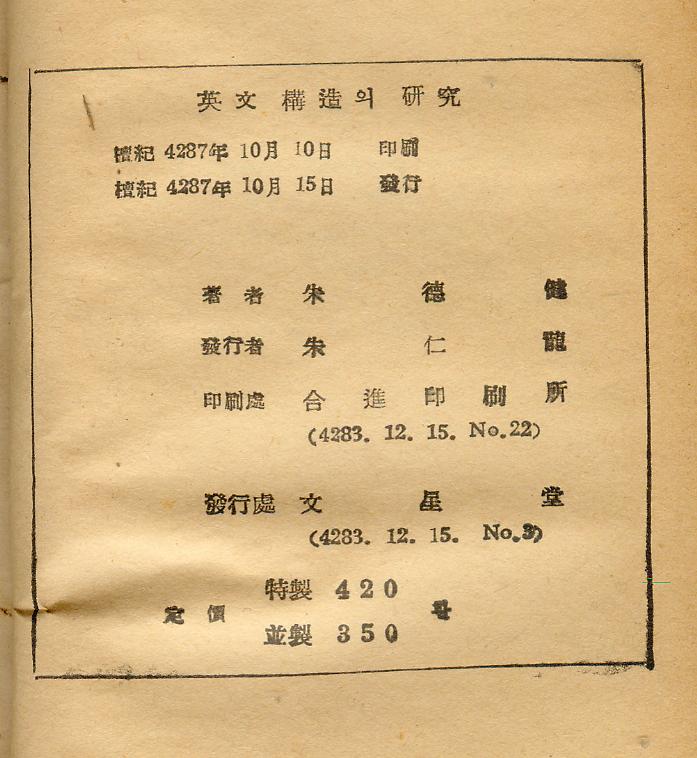 英文 構造의 硏究
檀紀 4287年 10月 10日 印刷
檀紀 4287年 10月 15日 發行
著者 朱德健
發行者 朱仁龍
印刷處 合進印刷所
(4283. 12. 15. No.22)
發行處 文星堂
(4283. 12. 15. No.3)
特製 420
定價 환
並製 350